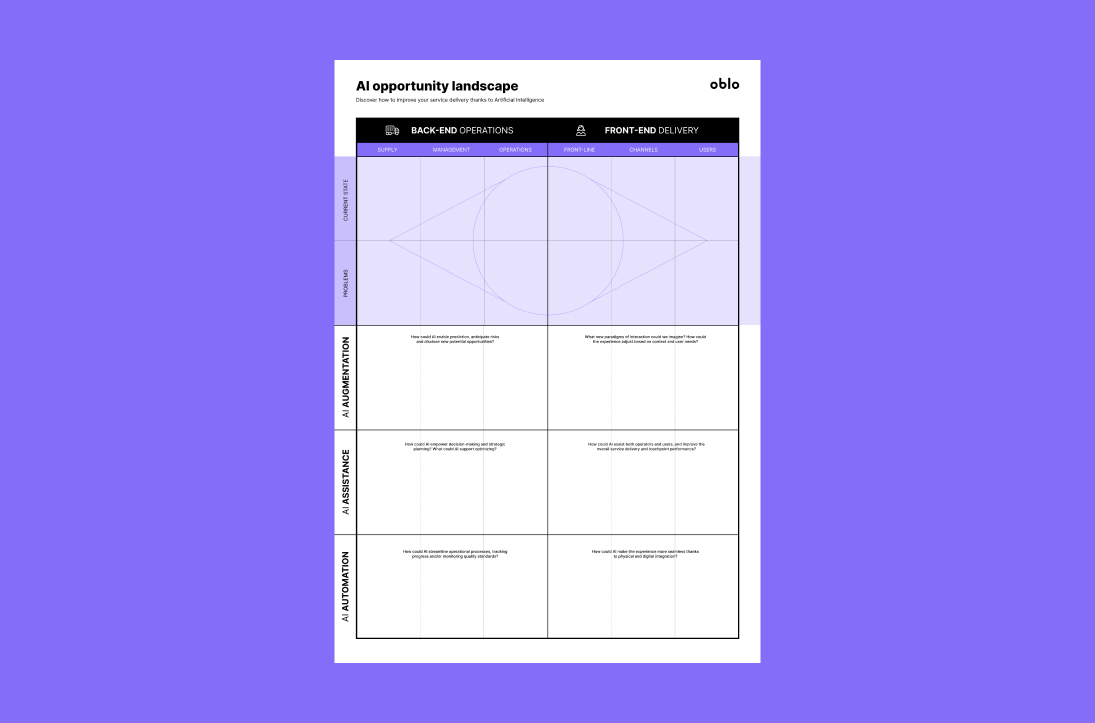 AI opportunity landscape
oblo
Discover how to improve your service delivery thanks to Artificial Intelligence
BACK-END OPERATIONS
FRONT-END DELIVERY
SUPPLY
MANAGEMENT
OPERATIONS
FRONT-LINE
CHANNELS
USERS
CURRENT STATE
PROBLEMS
AI AUGMENTATION
How could AI enable prediction, anticipate risks
and disclose new potential opportunities?
What new paradigms of interaction could we imagine? How could
the experience adjust based on context and user needs?
AI ASSISTANCE
How could AI empower decision-making and strategic
planning? What could AI support optimizing?
How could AI assist both operators and users, and improve the
overall service delivery and touchpoint performance?
AI AUTOMATION
How could AI streamline operational processes, tracking
progress and/or monitoring quality standards?
How could AI make the experience more seamless thanks
to physical and digital integration?